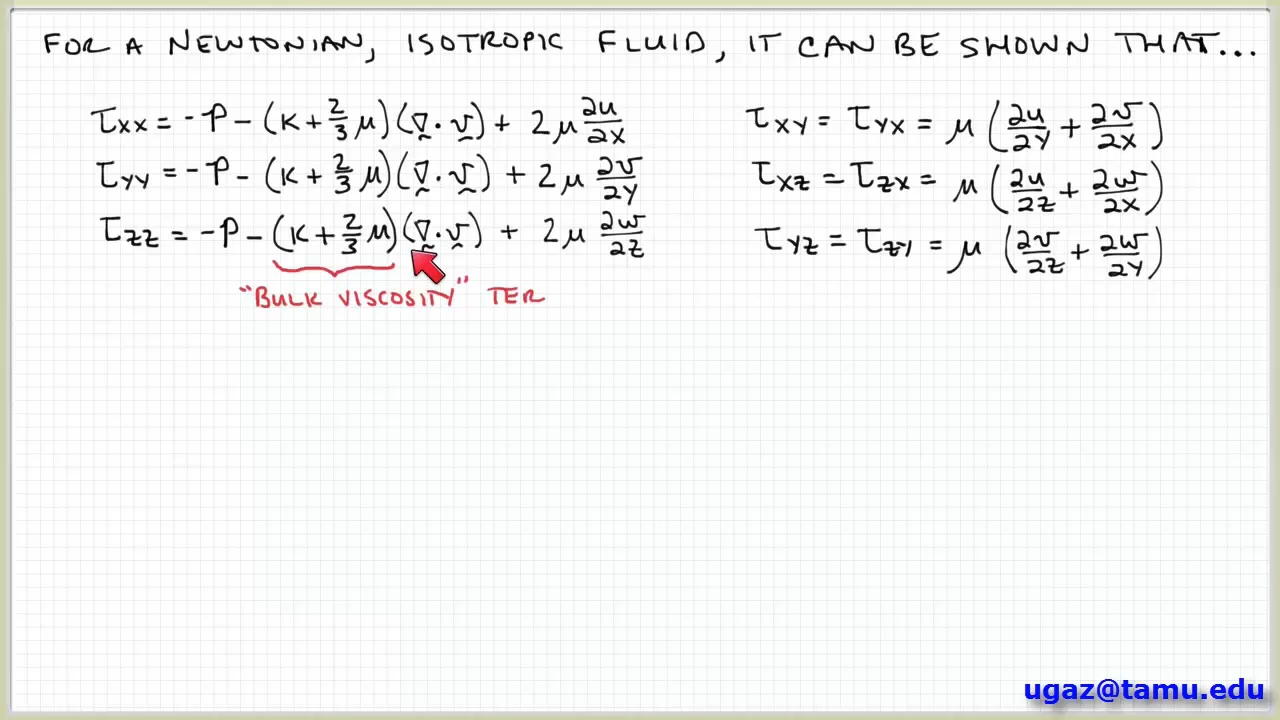 FOR A NEWTONIAN, ISOTROPIC FLUID, IT CAN BE SHOWN THAT...
τxx = -P - (K + 2/3 μ)(∇ · v) + 2μ ∂u/∂x
τyy = -P - (K + 2/3 μ)(∇ · v) + 2μ ∂v/∂y
τzz = -P - (K + 2/3 μ)(∇ · v) + 2μ ∂w/∂z
"BULK VISCOSITY" TER
τxy = τyx = μ (∂u/∂y + ∂v/∂x)
τxz = τzx = μ (∂u/∂z + ∂w/∂x)
τyz = τzy = μ (∂v/∂z + ∂w/∂y)
ugaz@tamu.edu